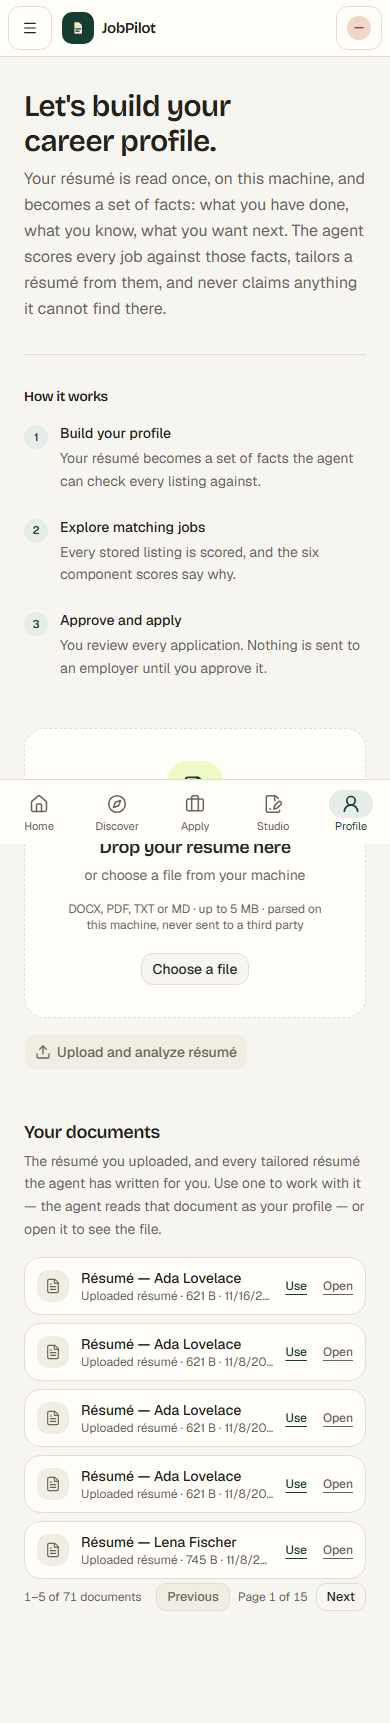 JobPilot
Let's build your
career profile.
Your résumé is read once, on this machine, and
becomes a set of facts: what you have done,
what you know, what you want next. The agent
scores every job against those facts, tailors a
résumé from them, and never claims anything
it cannot find there.
How it works
1
Build your profile
Your résumé becomes a set of facts the agent
can check every listing against.
2
Explore matching jobs
Every stored listing is scored, and the six
component scores say why.
3
Approve and apply
You review every application. Nothing is sent to
an employer until you approve it.
Home Discover Apply Studio Profile
Drop your résumé here
or choose a file from your machine
DOCX, PDF, TXT or MD · up to 5 MB · parsed on
this machine, never sent to a third party
Choose a file
Upload and analyze résumé
Your documents
The résumé you uploaded, and every tailored résumé
the agent has written for you. Use one to work with it
— the agent reads that document as your profile — or
open it to see the file.
Résumé — Ada Lovelace
Uploaded résumé · 621 B · 11/16/2...
Use Open
Résumé — Ada Lovelace
Uploaded résumé · 621 B · 11/8/20...
Use Open
Résumé — Ada Lovelace
Uploaded résumé · 621 B · 11/8/20...
Use Open
Résumé — Ada Lovelace
Uploaded résumé · 621 B · 11/8/20...
Use Open
Résumé — Lena Fischer
Uploaded résumé · 745 B · 11/8/2...
Use Open
1–5 of 71 documents Previous Page 1 of 15 Next